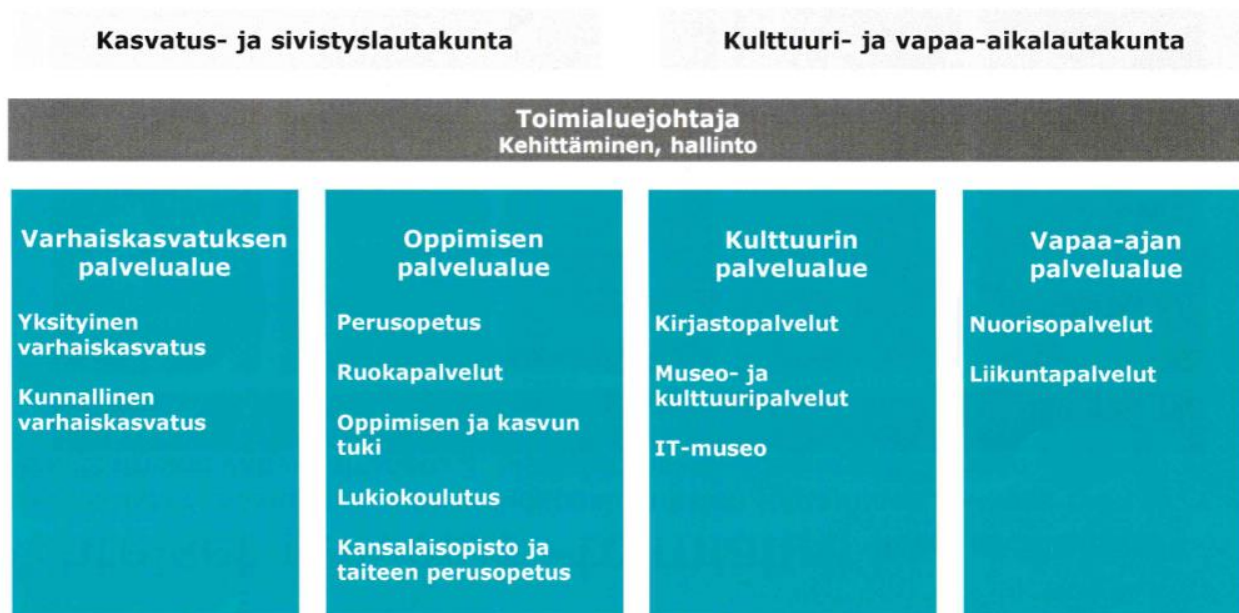 Kasvatus- ja sivistyslautakunta
Kulttuuri- ja vapaa-aikalautakunta
Toimialuejohtaja
Kehittäminen, hallinto
Varhaiskasvatuksen
palvelualue
Yksityinen
varhaiskasvatus
Kunnallinen
varhaiskasvatus
Oppimisen
palvelualue
Perusopetus
Ruokapalvelut
Oppimisen ja kasvun
tuki
Lukiokoulutus
Kansalaisopisto ja
taiteen perusopetus
Kulttuurin
palvelualue
Kirjastopalvelut
Museo- ja
kulttuuripalvelut
IT-museo
Vapaa-ajan
palvelualue
Nuorisopalvelut
Liikuntapalvelut